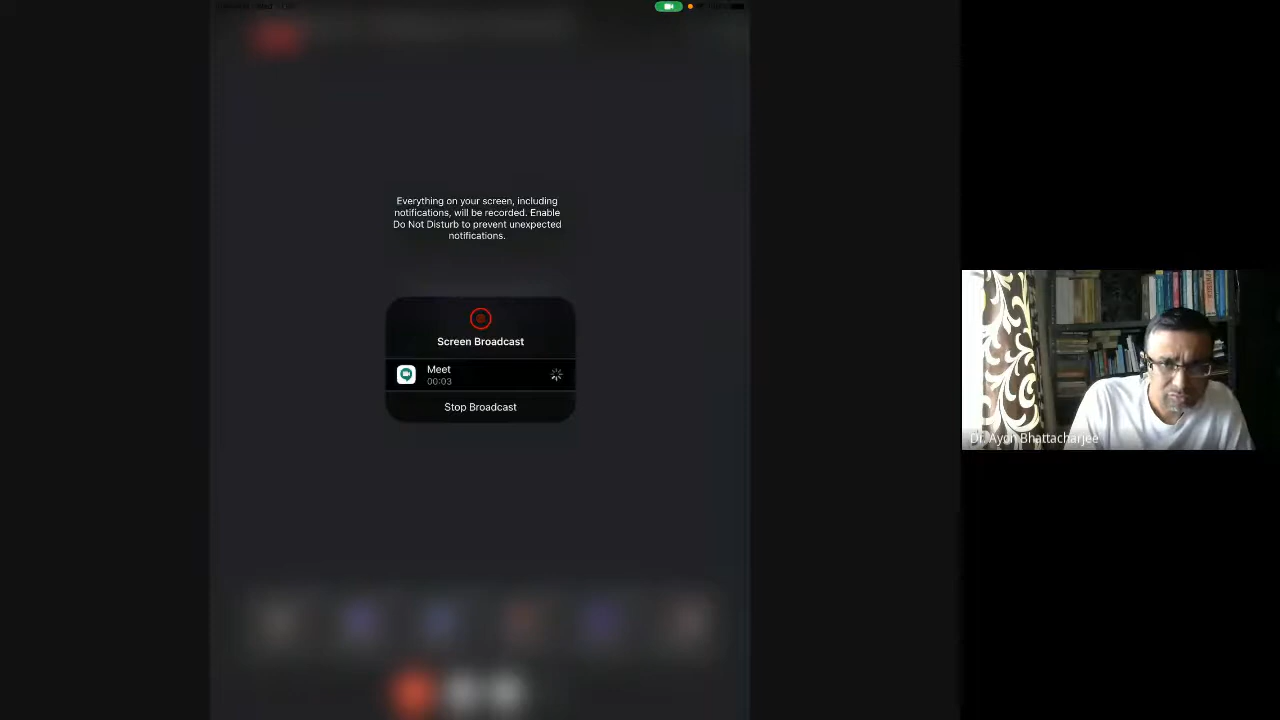 Everything on your screen, including
notifications, will be recorded. Enable
Do Not Disturb to prevent unexpected
notifications.
Screen Broadcast
Meet
00:03
Stop Broadcast
Dr. Ayon Bhattacharjee